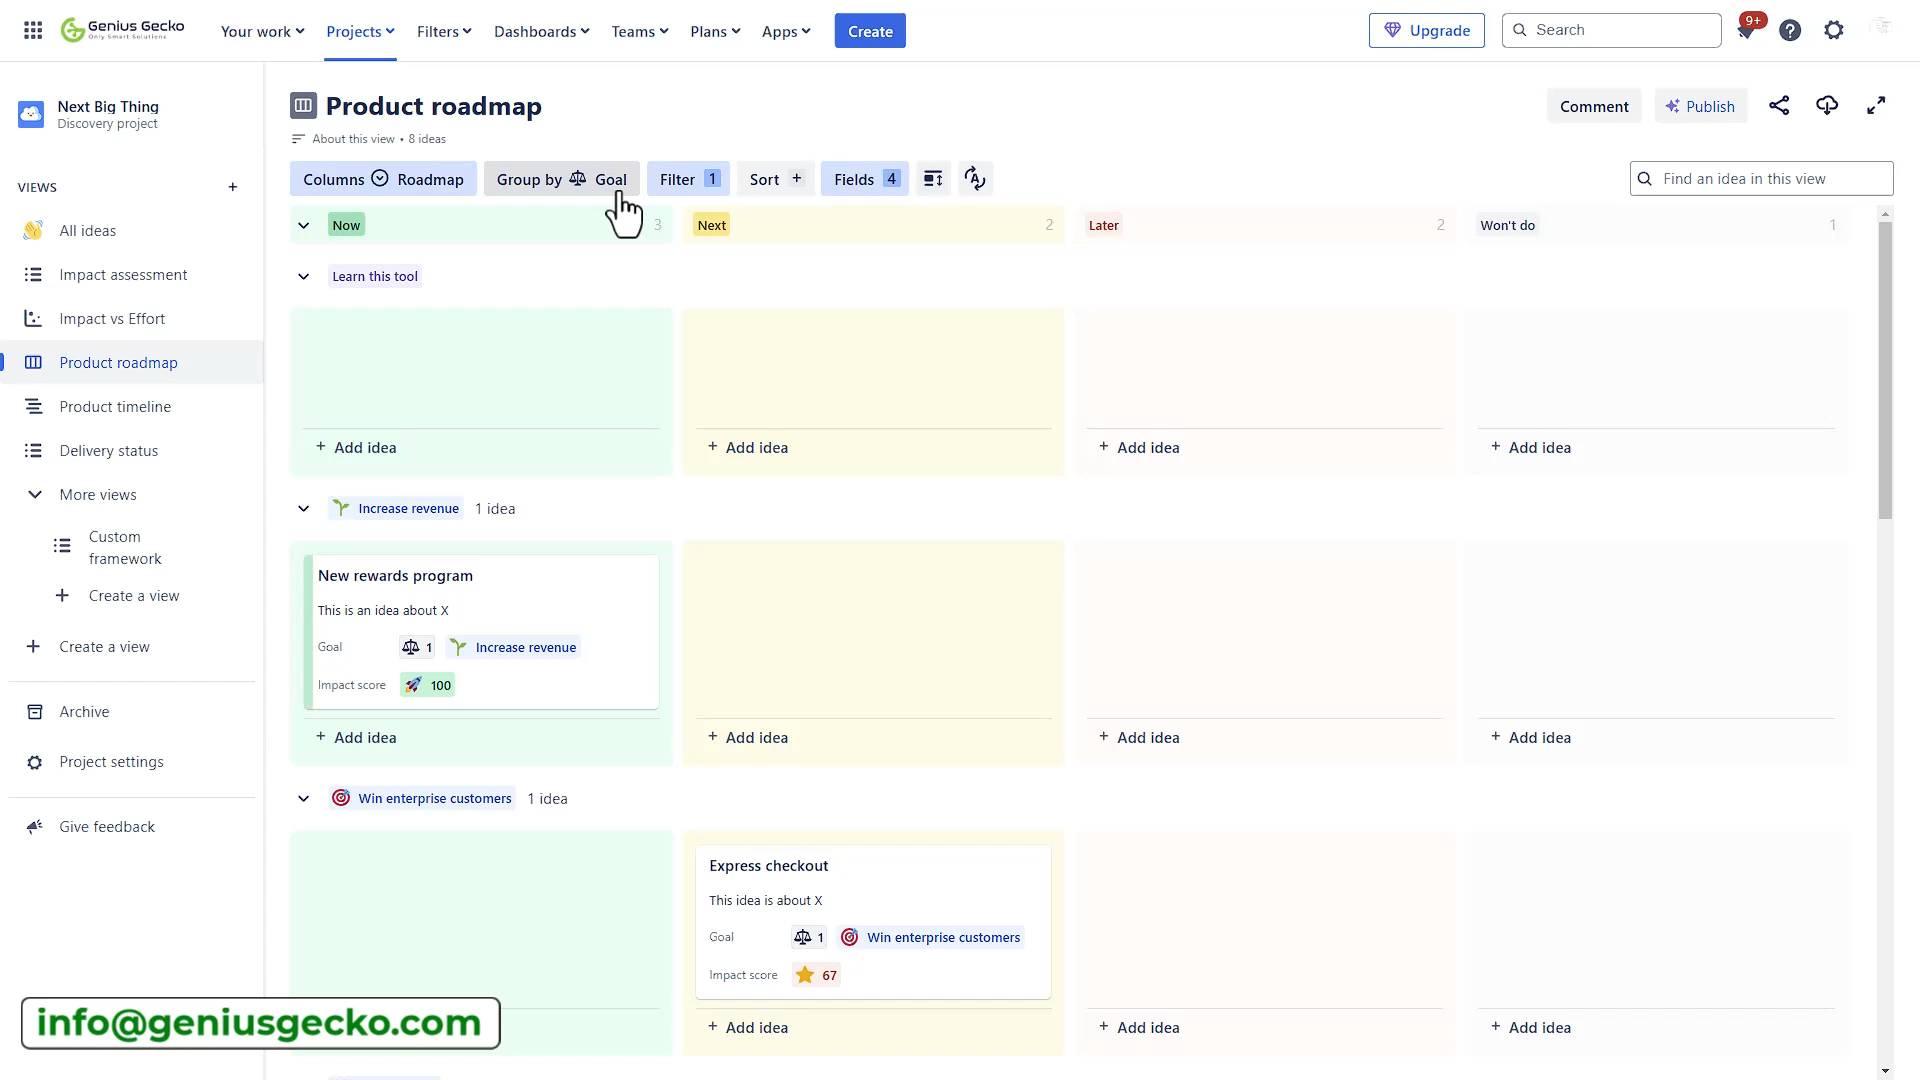 Genius Gecko
Only Smart Solutions
Your work
Projects
Filters
Dashboards
Teams
Plans
Apps
Create
Upgrade
Search
9+
Next Big Thing
Discovery project
VIEWS
All ideas
Impact assessment
Impact vs Effort
Product roadmap
Product timeline
Delivery status
More views
Custom
framework
Create a view
Create a view
Archive
Project settings
Give feedback
Product roadmap
About this view • 8 ideas
Comment
Publish
Columns Roadmap
Group by Goal
Filter 1
Sort +
Fields 4
Find an idea in this view
Now 3
Next 2
Later 2
Won't do 1
Learn this tool
+ Add idea
+ Add idea
+ Add idea
+ Add idea
Increase revenue 1 idea
New rewards program
This is an idea about X
Goal 1 Increase revenue
Impact score 100
+ Add idea
+ Add idea
+ Add idea
+ Add idea
Win enterprise customers 1 idea
Express checkout
This idea is about X
Goal 1 Win enterprise customers
Impact score 67
+ Add idea
+ Add idea
+ Add idea
info@geniusgecko.com